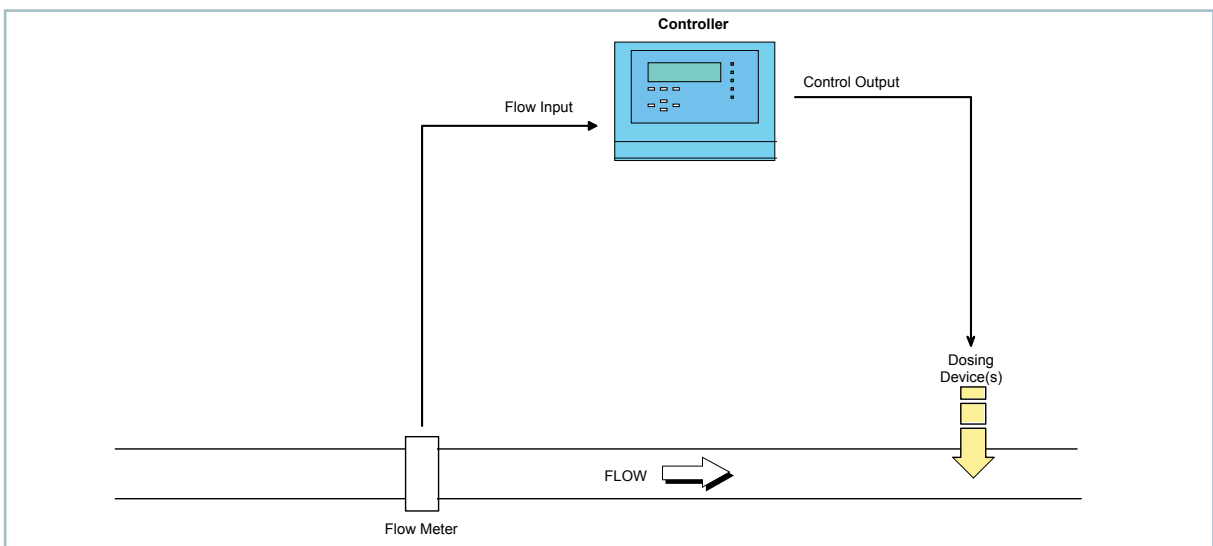 Controller
Control Output
Flow Input
Dosing
Device(s)
FLOW
Flow Meter